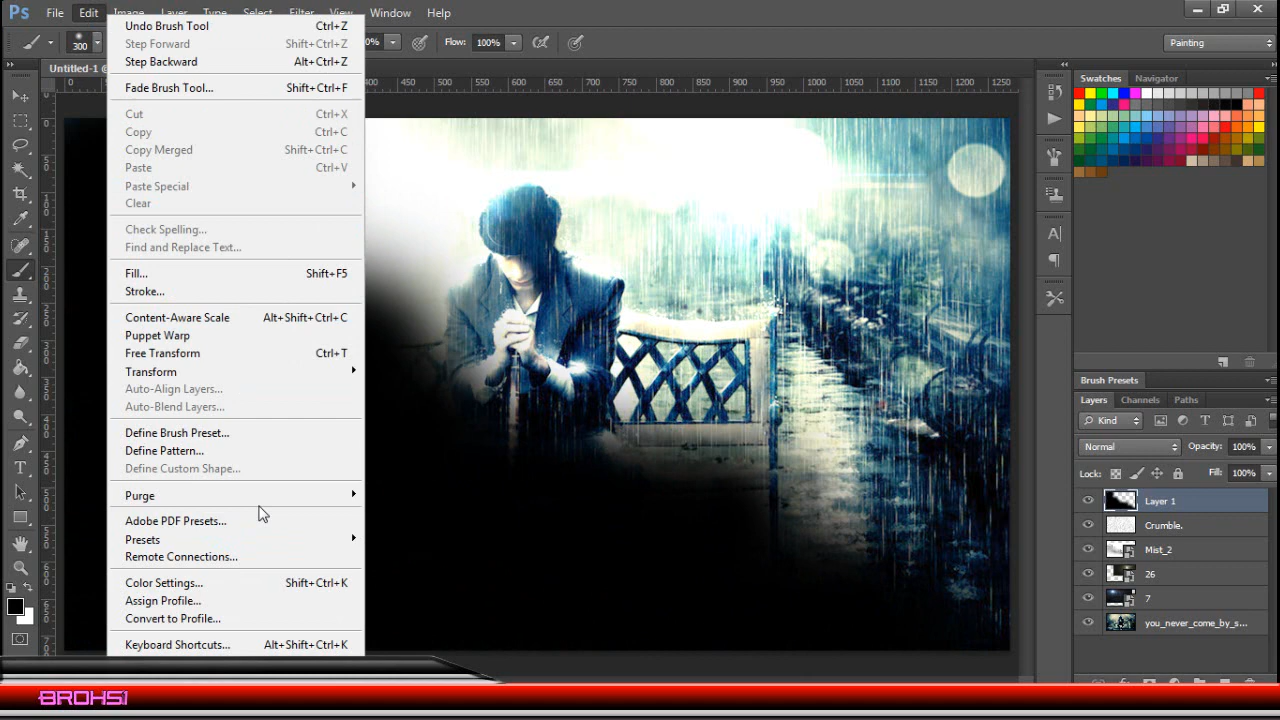 Ps File Edit Image Layer Type Select Filter View Window Help
300 0% Flow: 100% Painting
Untitled-1 @
0 400 450 500 550 600 650 700 750 800 850 900 950 1000 1050 1100 1150 1200 1250
Undo Brush Tool Ctrl+Z
Step Forward Shift+Ctrl+Z
Step Backward Alt+Ctrl+Z
Fade Brush Tool... Shift+Ctrl+F
Cut Ctrl+X
Copy Ctrl+C
Copy Merged Shift+Ctrl+C
Paste Ctrl+V
Paste Special
Clear
Check Spelling...
Find and Replace Text...
Fill... Shift+F5
Stroke...
Content-Aware Scale Alt+Shift+Ctrl+C
Puppet Warp
Free Transform Ctrl+T
Transform
Auto-Align Layers...
Auto-Blend Layers...
Define Brush Preset...
Define Pattern...
Define Custom Shape...
Purge
Adobe PDF Presets...
Presets
Remote Connections...
Color Settings... Shift+Ctrl+K
Assign Profile...
Convert to Profile...
Keyboard Shortcuts... Alt+Shift+Ctrl+K
Swatches Navigator
Brush Presets
Layers Channels Paths
Kind
Normal Opacity: 100%
Lock: Fill: 100%
Layer 1
Crumble.
Mist_2
26
7
you_never_come_by_s...
BROHS1